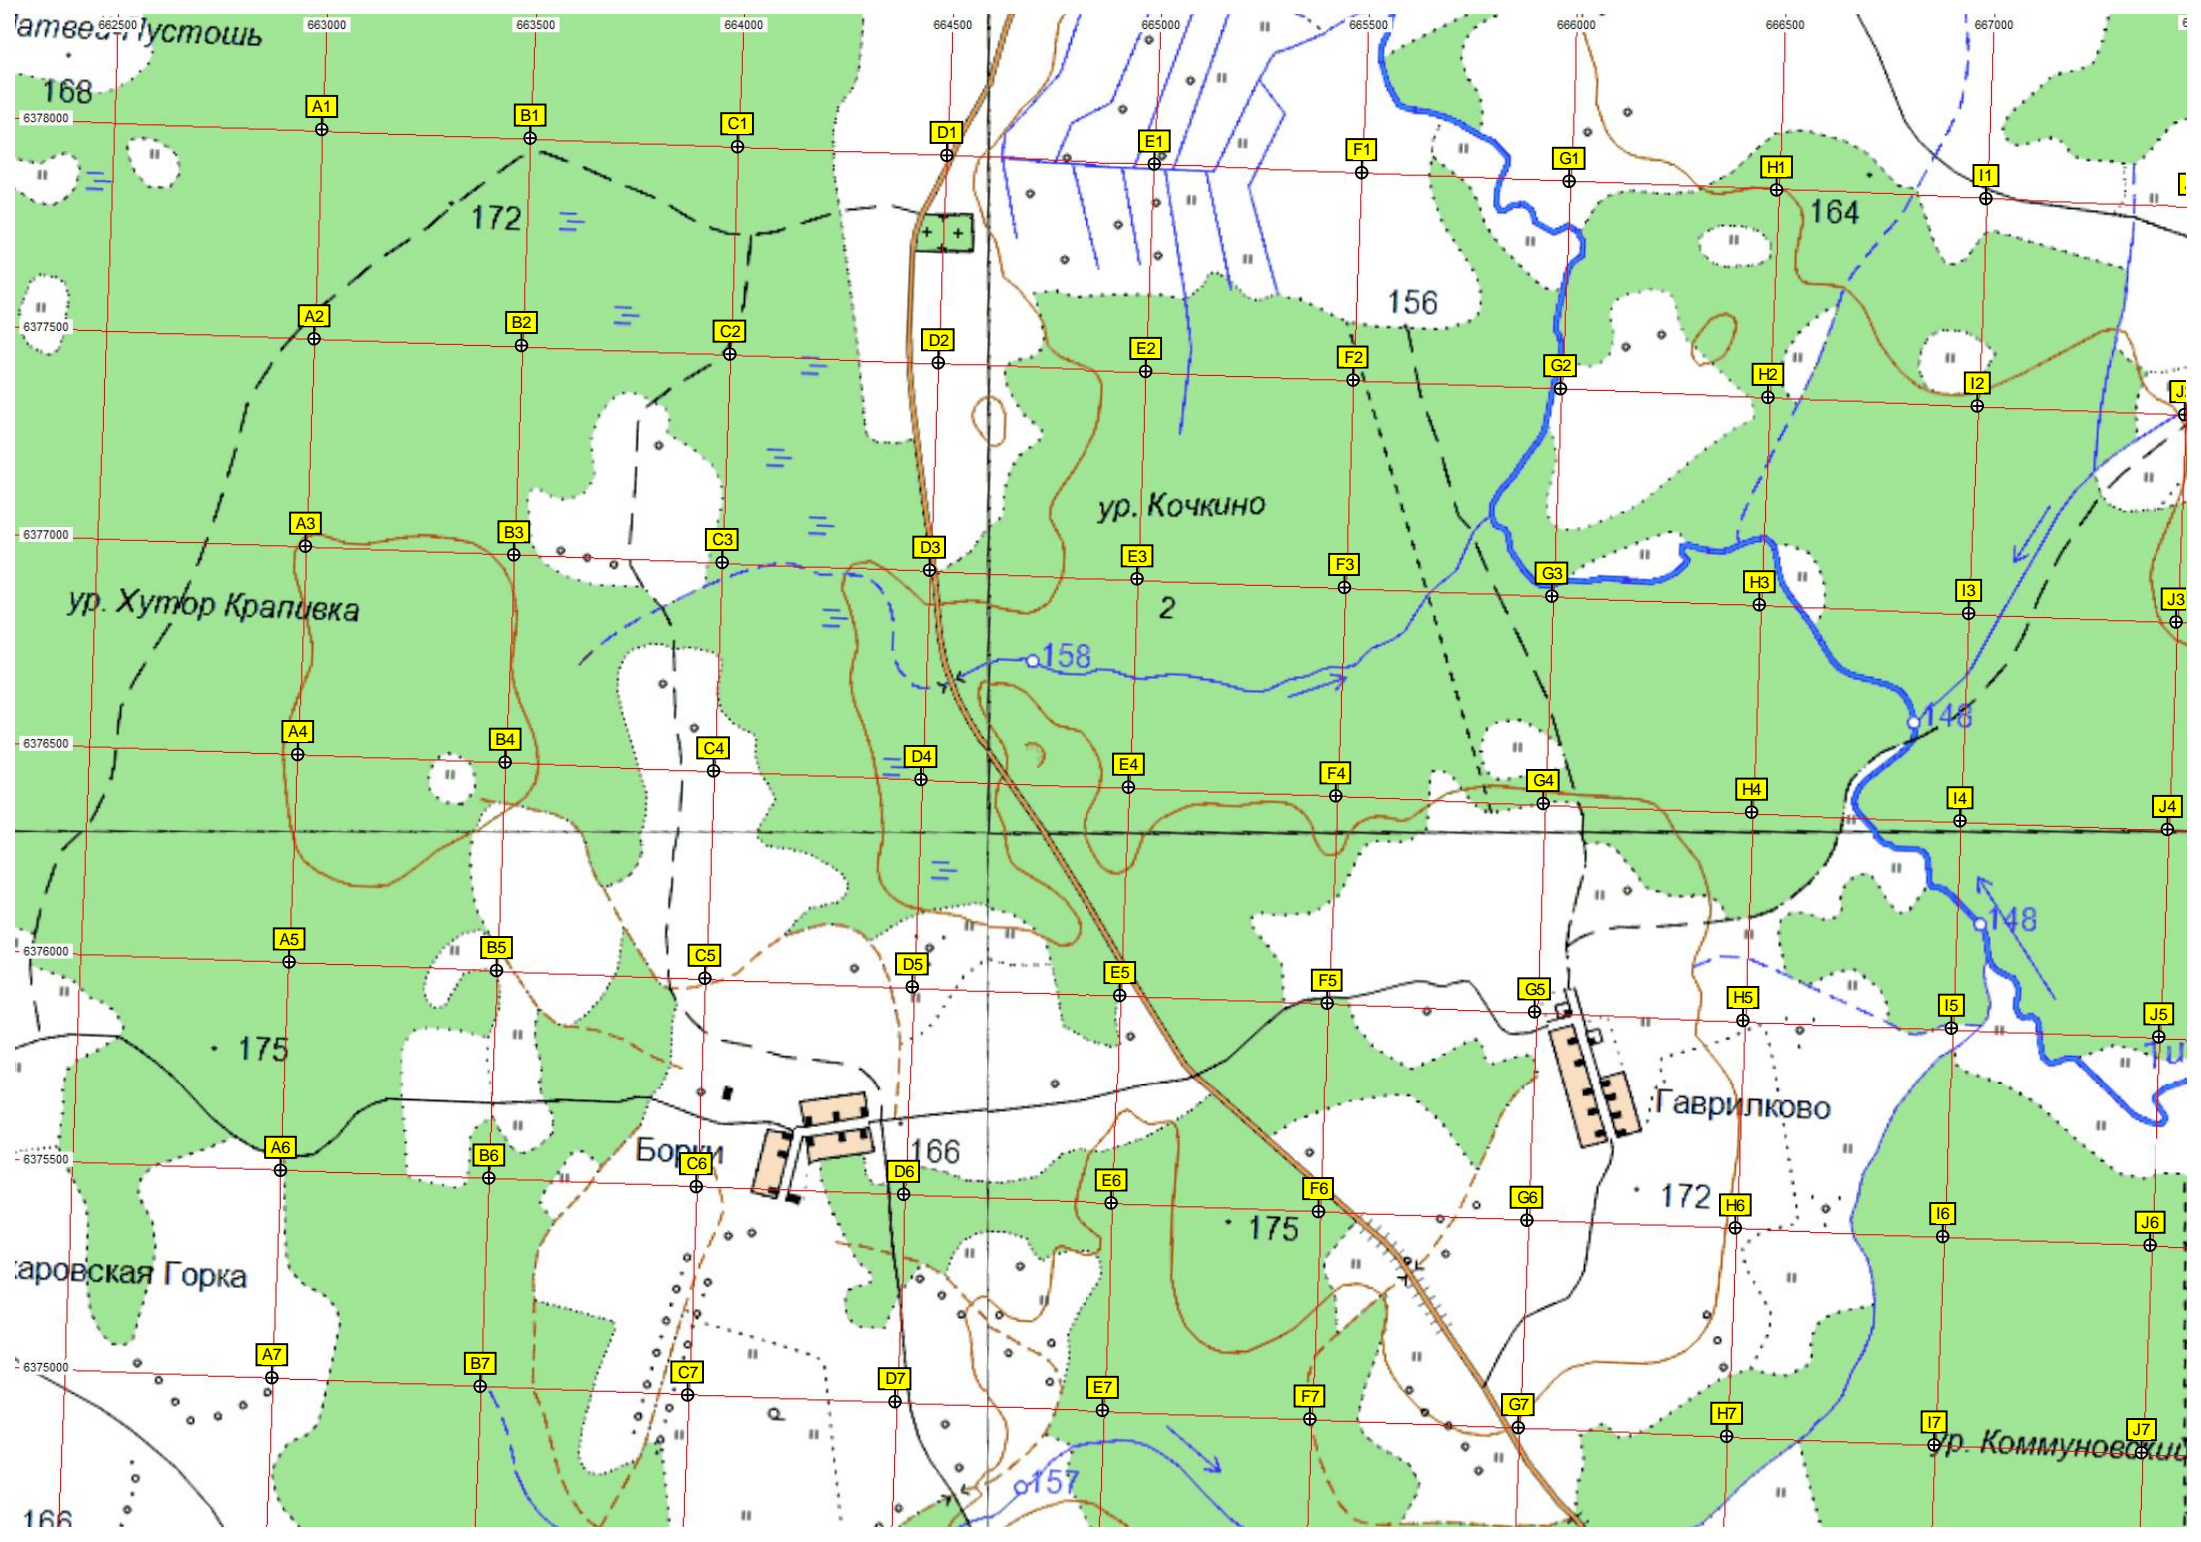 662500 663000 663500 664000 664500 665000 665500 666000 666500 667000
168
6378000
A1 B1 C1 D1 E1 F1 G1 H1 I1
172
164
156
6377500
A2 B2 C2 D2 E2 F2 G2 H2 I2
ур. Кочкино
6377000
A3 B3 C3 D3 E3 F3 G3 H3 I3 J3
ур. Хутор Крапивка
2
158
148
6376500
A4 B4 C4 D4 E4 F4 G4 H4 I4 J4
148
6376000
A5 B5 C5 D5 E5 F5 G5 H5 I5 J5
175
Гаврилково
Борки
166
6375500
A6 B6 C6 D6 E6 F6 G6 H6 I6 J6
172
175
Горка
6375000
A7 B7 C7 D7 E7 F7 G7 H7 I7 J7
ур. Коммуновский
157
166